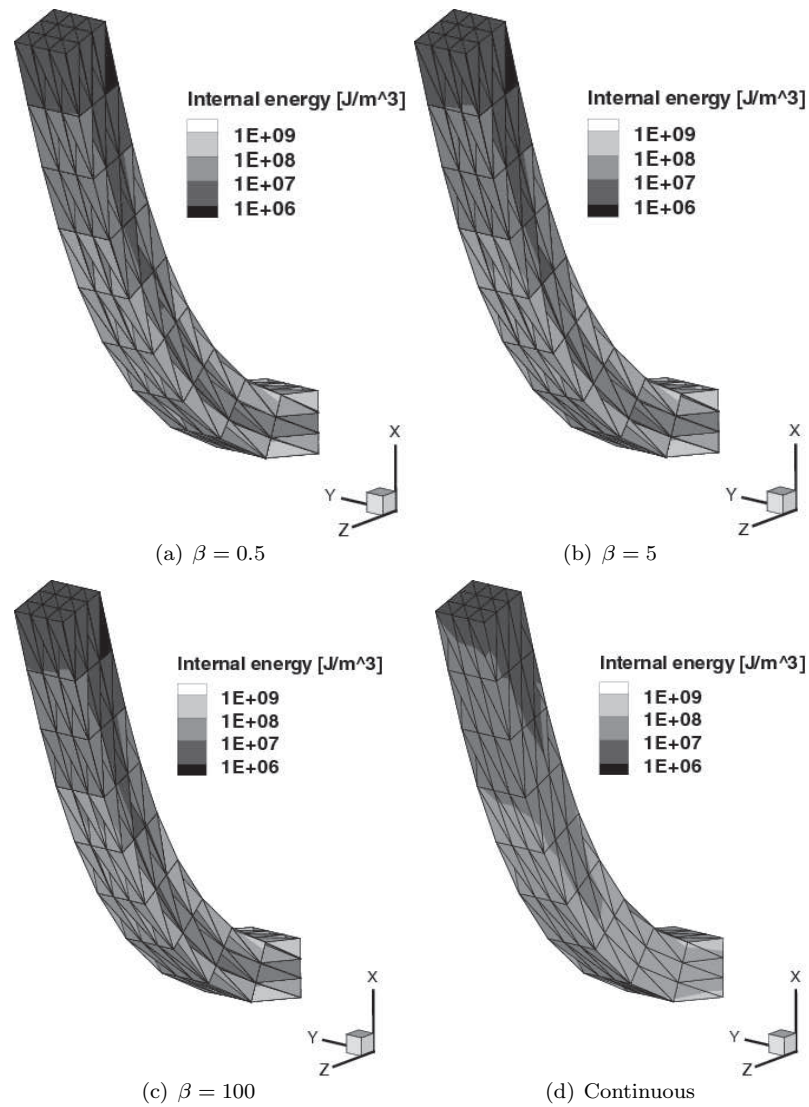 Internal energy [J/m^3]
1E+09
1E+08
1E+07
1E+06
X
Y
Z
(a) β = 0.5
Internal energy [J/m^3]
1E+09
1E+08
1E+07
1E+06
X
Y
Z
(b) β = 5
Internal energy [J/m^3]
1E+09
1E+08
1E+07
1E+06
X
Y
Z
(c) β = 100
Internal energy [J/m^3]
1E+09
1E+08
1E+07
1E+06
X
Y
Z
(d) Continuous